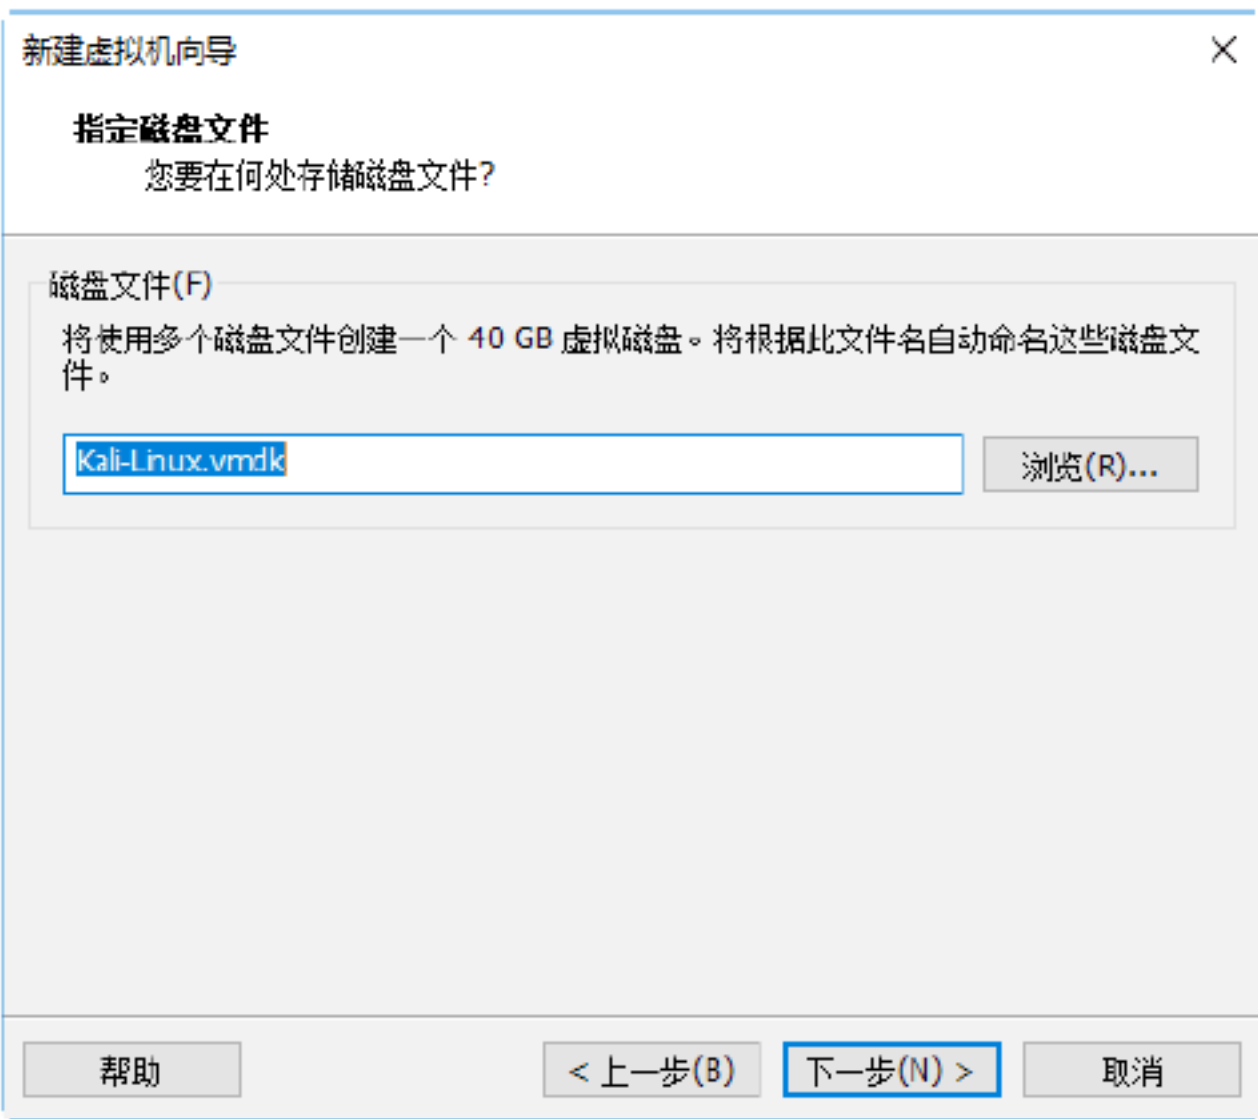 新建虚拟机向导
指定磁盘文件
您要在何处存储磁盘文件?
磁盘文件(F)
将使用多个磁盘文件创建一个 40 GB 虚拟磁盘。将根据此文件名自动命名这些磁盘文
件。
Kali-Linux.vmdk
浏览(R)...
帮助
< 上一步(B)
下一步(N) >
取消